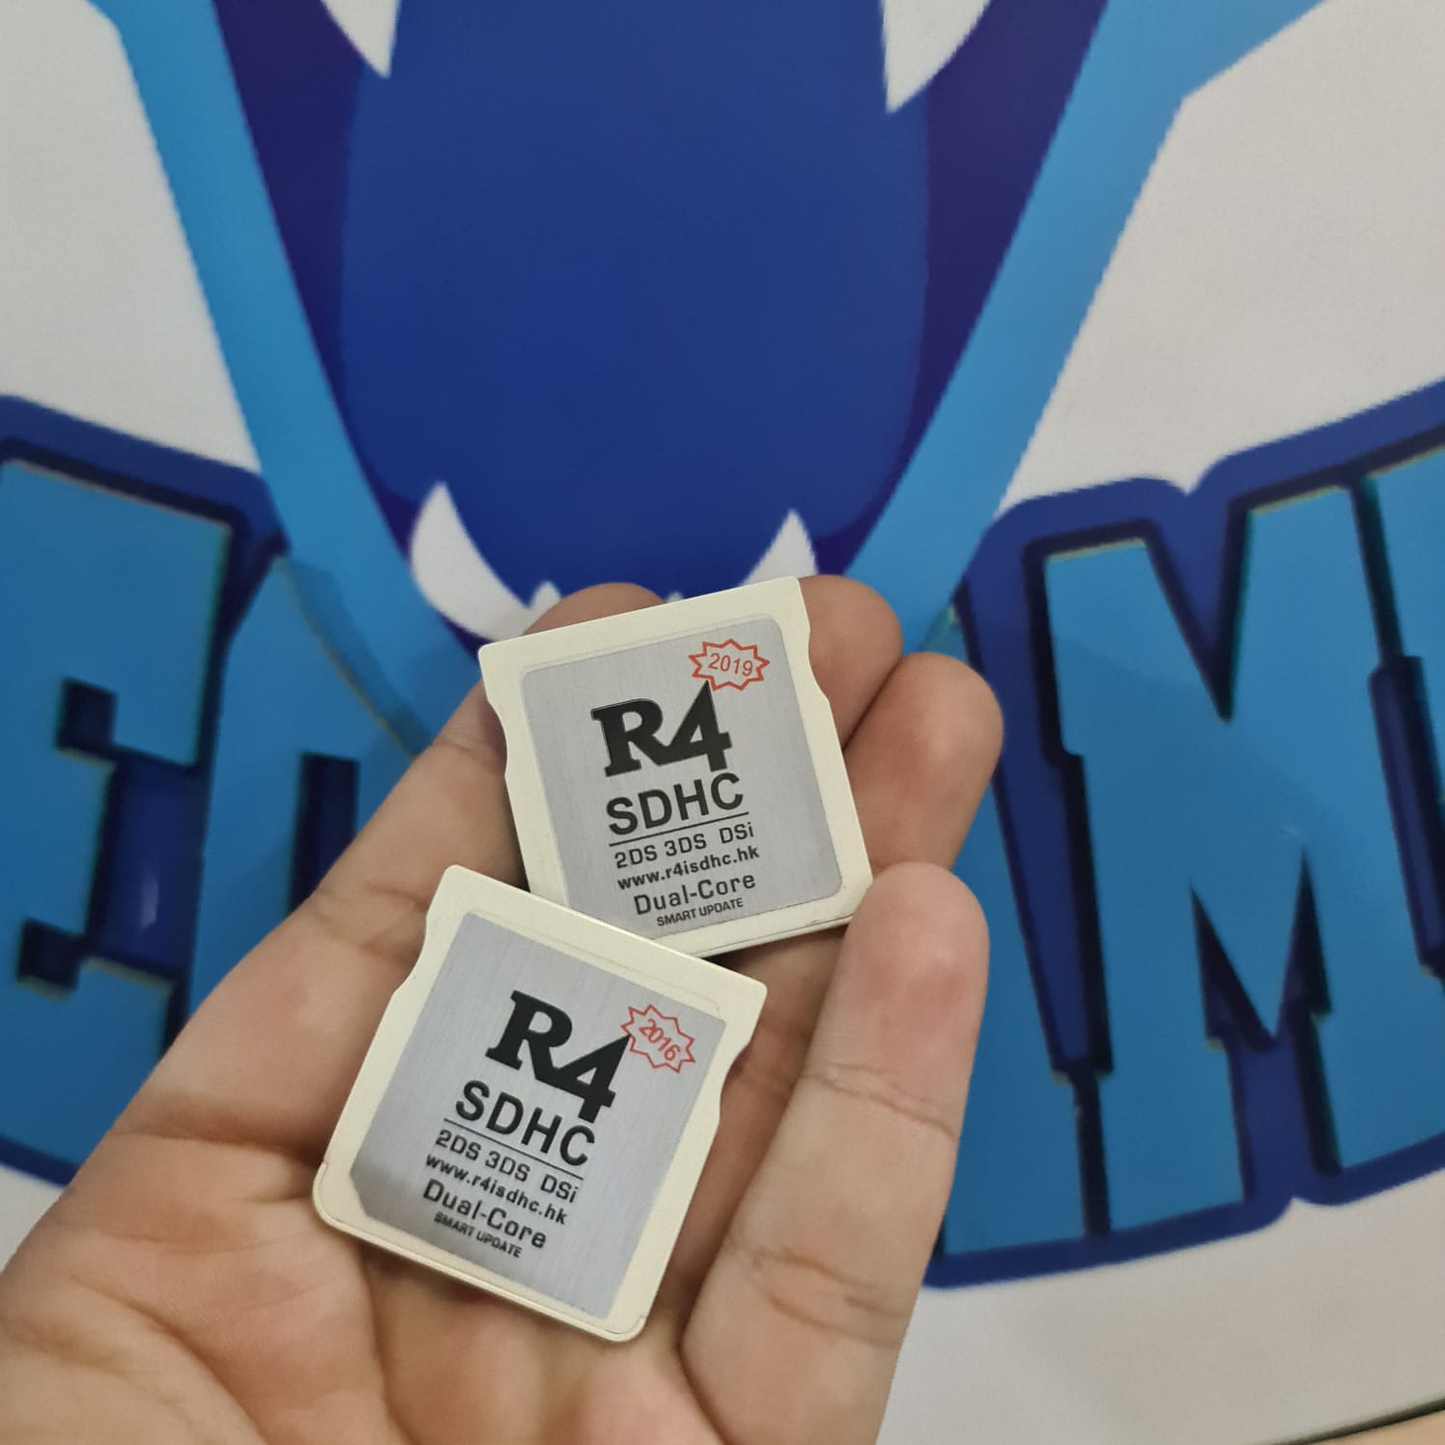 2019
R4
SDHC
2DS 3DS DSi
www.r4isdhc.hk
Dual-Core
SMART UPDATE
R4
2016
SDHC
2DS 3DS DSi
www.r4isdhc.hk
Dual-Core
SMART UPDATE